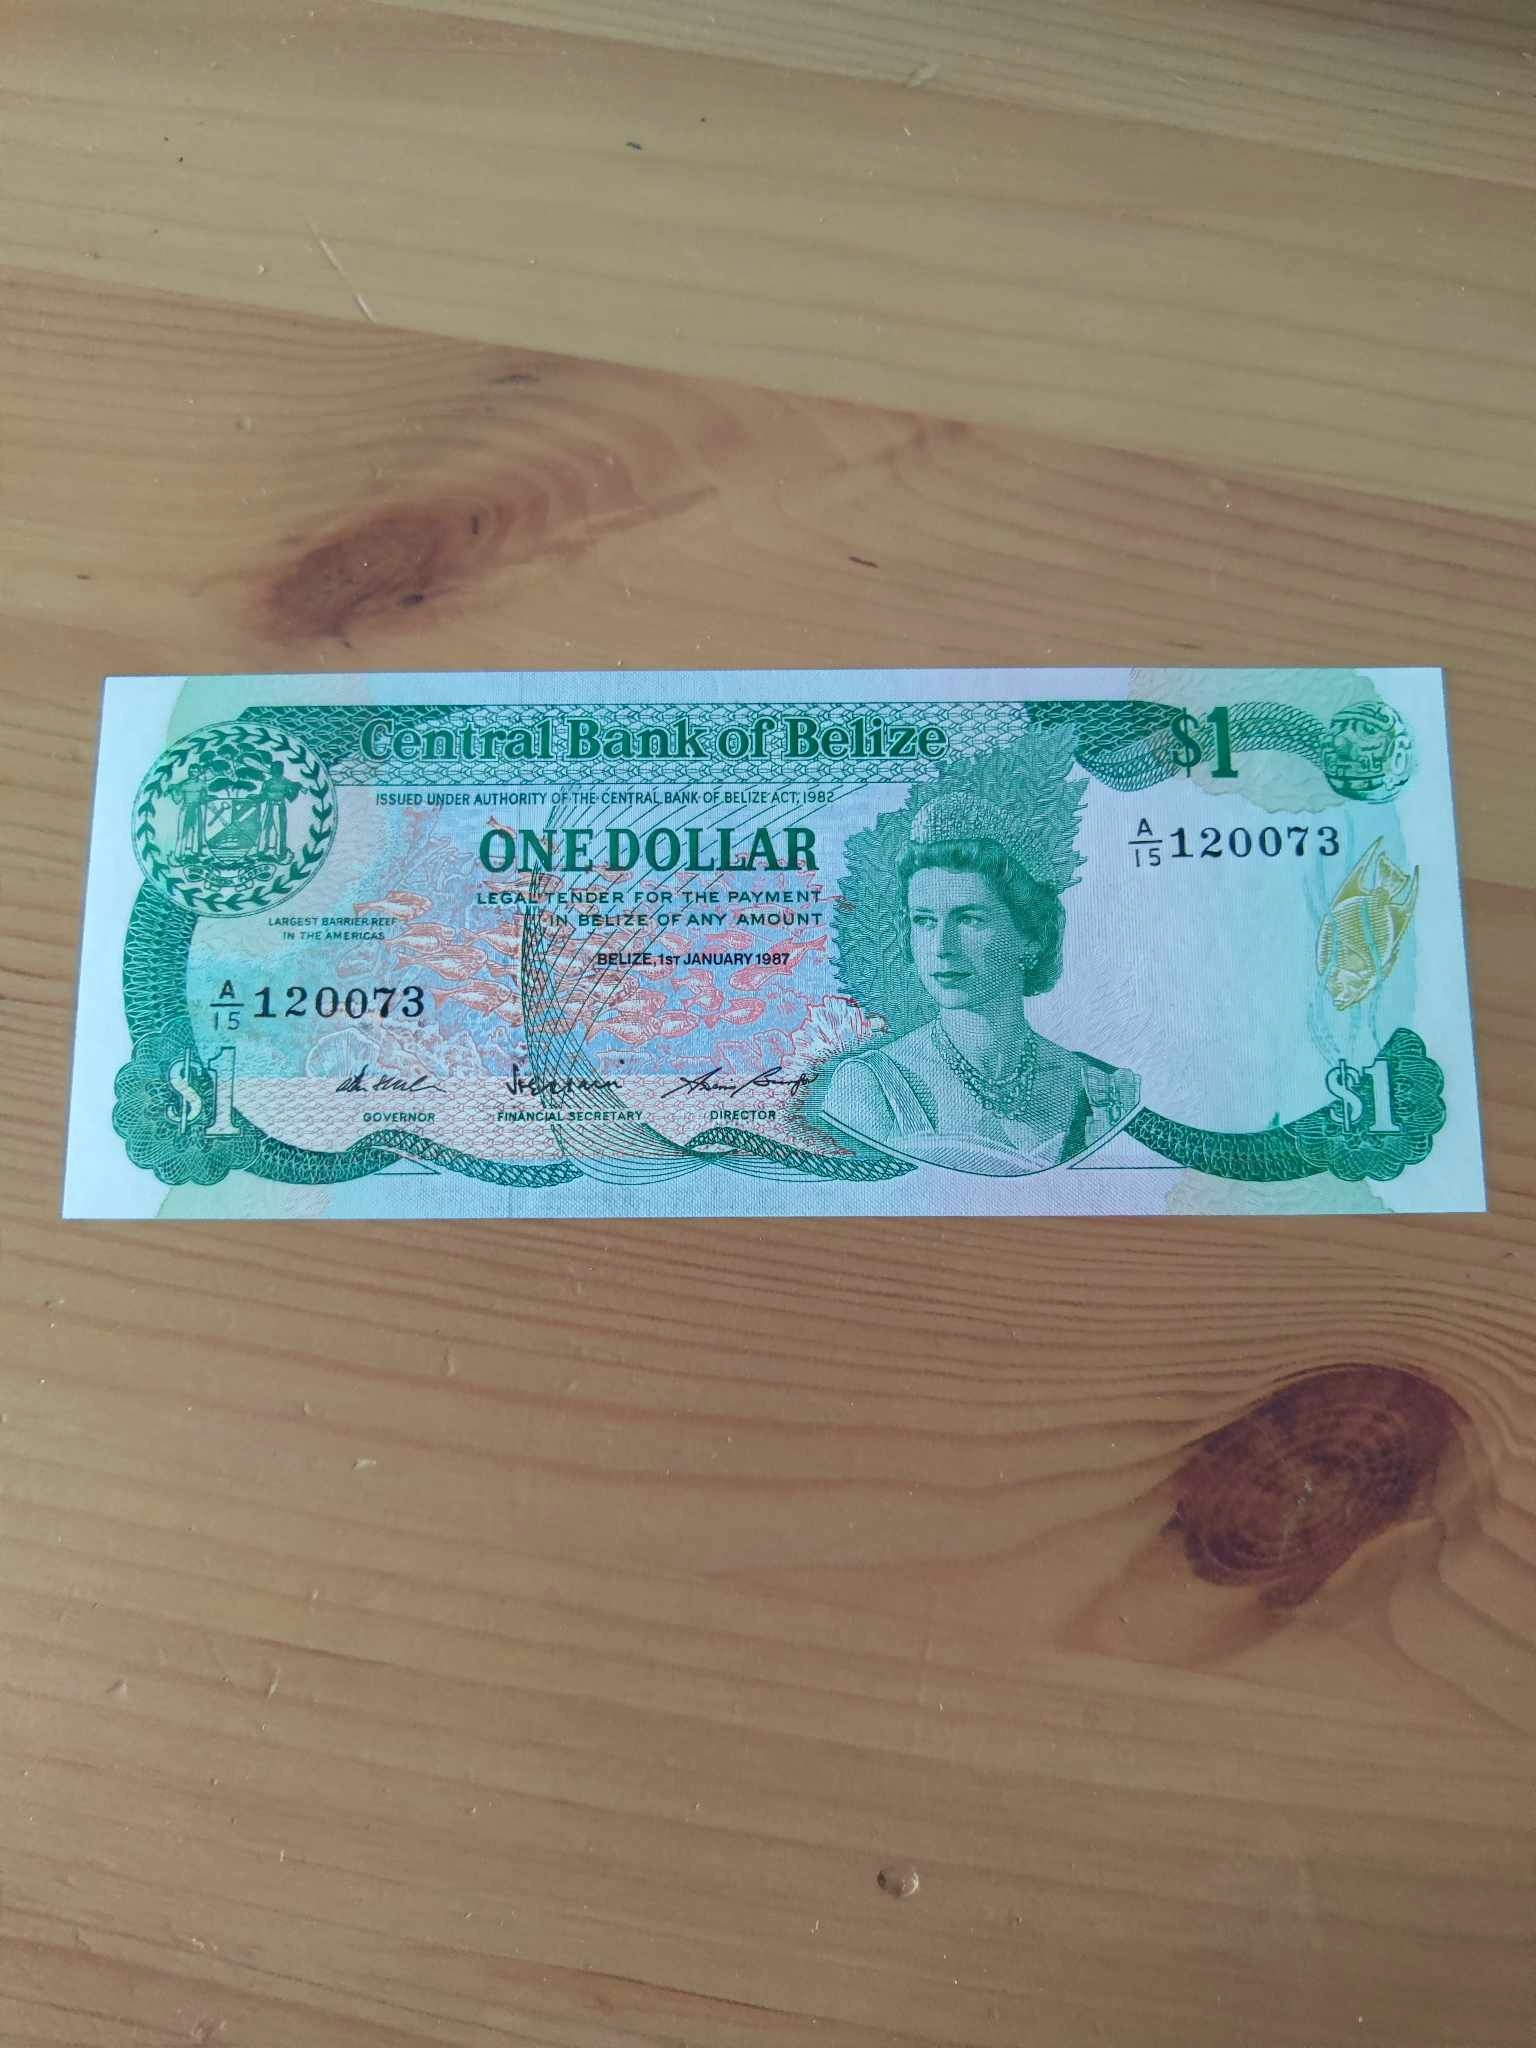 Central Bank of Belize
$1
ISSUED UNDER AUTHORITY OF THE CENTRAL BANK OF BELIZE ACT, 1982
ONE DOLLAR
A/15 120073
LEGAL TENDER FOR THE PAYMENT
IN BELIZE OF ANY AMOUNT
LARGEST BARRIER REEF
IN THE AMERICAS
BELIZE, 1ST JANUARY 1987
A/15 120073
$1
GOVERNOR
FINANCIAL SECRETARY
DIRECTOR
$1